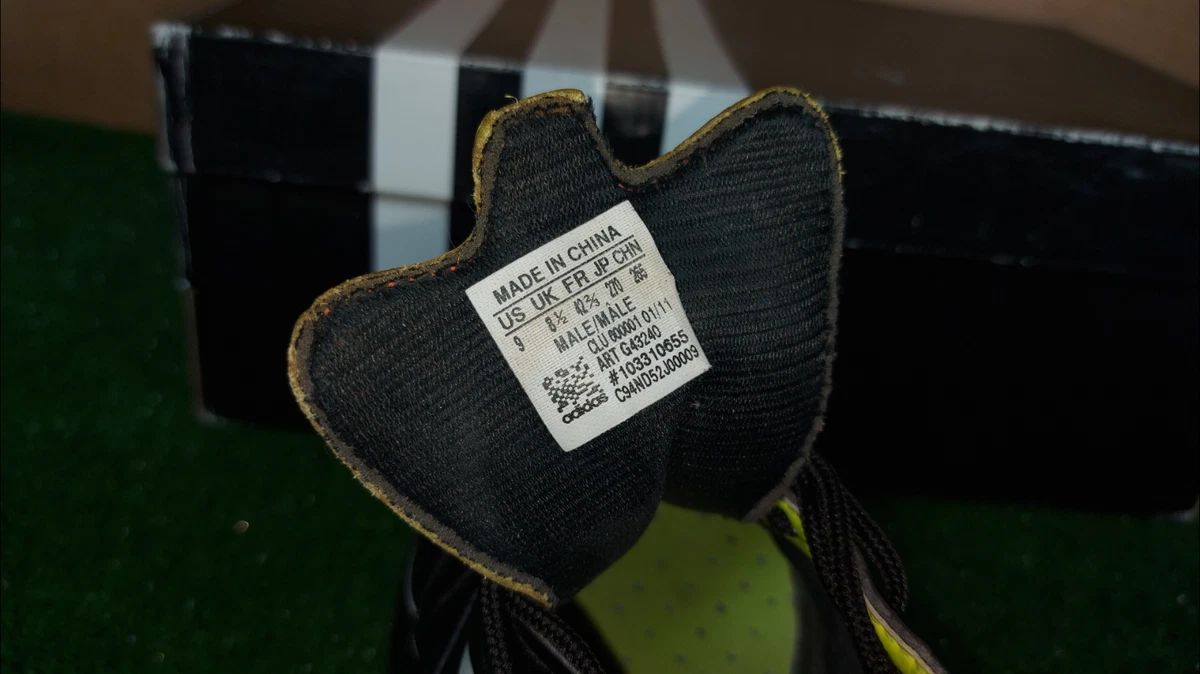 MADE IN CHINA
US UK FR JP CHN
9 8½ 42⅔ 270 265
MALE/MÂLE
CLU 600001 01/11
ART G43240
#103310655
C94ND52J00009
adidas